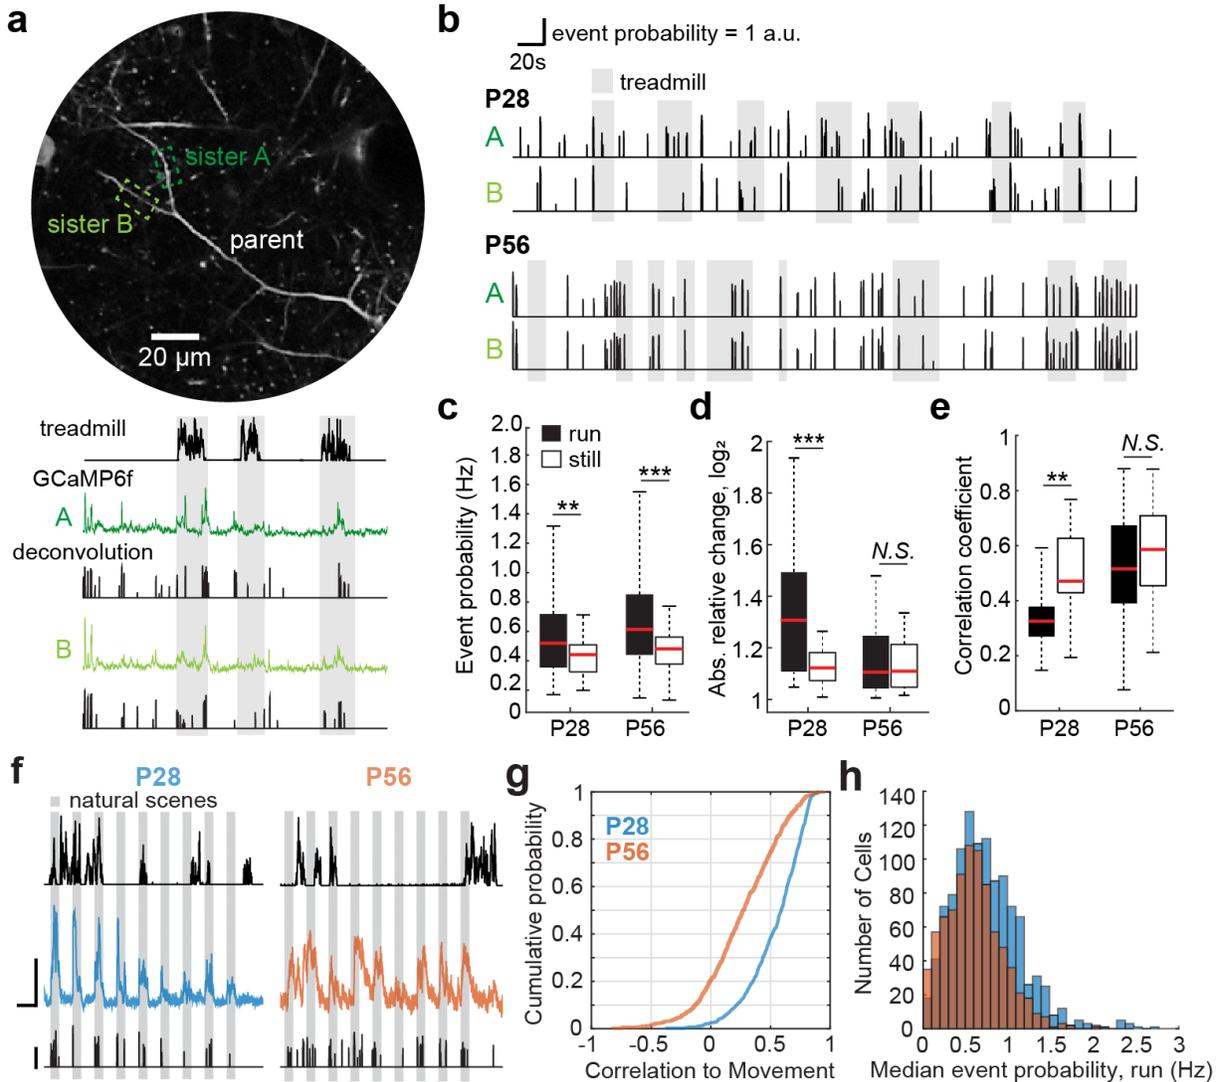 a
sister A
sister B
parent
20 µm
treadmill
GCaMP6f
A
deconvolution
B
b
event probability = 1 a.u.
20s
treadmill
P28
A
B
P56
A
B
c
Event probability (Hz)
2.0
1.8
1.6
1.4
1.2
1.0
0.8
0.6
0.4
0.2
0
run
still
**
***
P28 P56
d
Abs. relative change, log₂
2
1.8
1.6
1.4
1.2
1
***
N.S.
P28 P56
e
Correlation coefficient
1
0.8
0.6
0.4
0.2
0
**
N.S.
P28 P56
f
P28 P56
natural scenes
g
Cumulative probability
1
0.8
0.6
0.4
0.2
0
P28
P56
-1 -0.5 0 0.5 1
Correlation to Movement
h
Number of Cells
140
120
100
80
60
40
20
0
0 0.5 1 1.5 2 2.5 3
Median event probability, run (Hz)